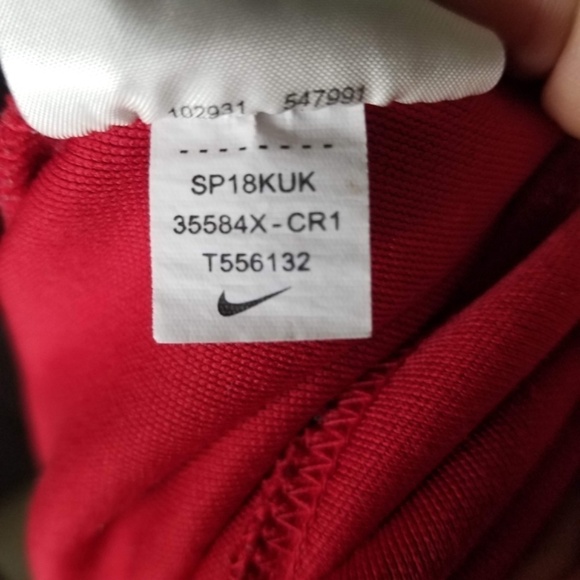 102931 547991
--------
SP18KUK
35584X-CR1
T556132